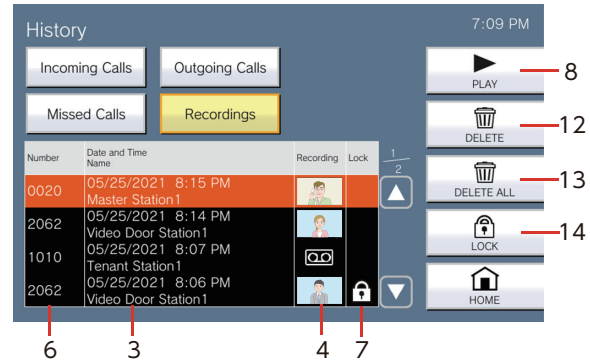 History
7:09 PM
Incoming Calls
Outgoing Calls
PLAY
8
Missed Calls
Recordings
DELETE
12
Number
Date and Time
Name
Recording
Lock
1
2
DELETE ALL
13
0020
05/25/2021 8:15 PM
Master Station1
2062
05/25/2021 8:14 PM
Video Door Station1
LOCK
14
1010
05/25/2021 8:07 PM
Tenant Station1
2062
05/25/2021 8:06 PM
Video Door Station1
HOME
6
3
4
7